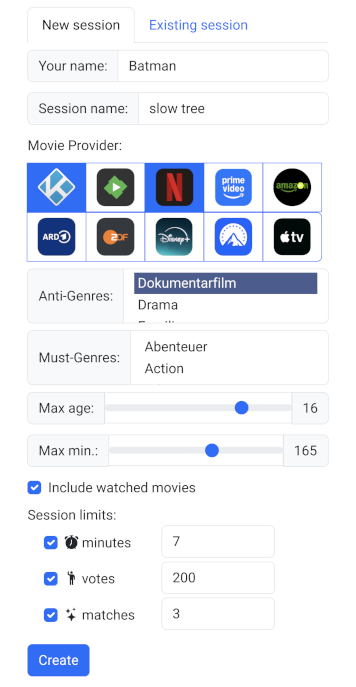 New session Existing session
Your name: Batman
Session name: slow tree
Movie Provider:
prime video amazon
ARD ZDF Disney+ tv
Anti-Genres: Dokumentarfilm
Drama
Must-Genres: Abenteuer
Action
Max age: 16
Max min.: 165
Include watched movies
Session limits:
minutes 7
votes 200
matches 3
Create